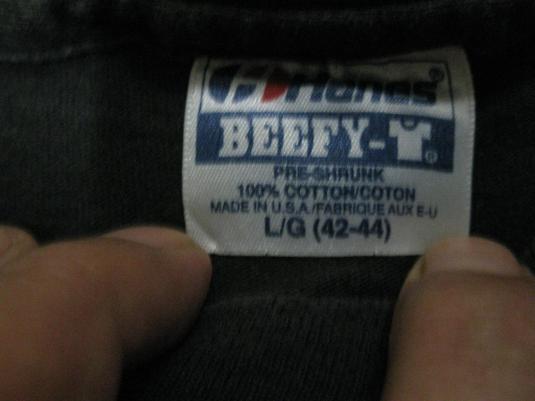 Hanes®
BEEFY-T®
PRE-SHRUNK
100% COTTON/COTON
MADE IN U.S.A./FABRIQUE AUX E-U
L/G (42-44)